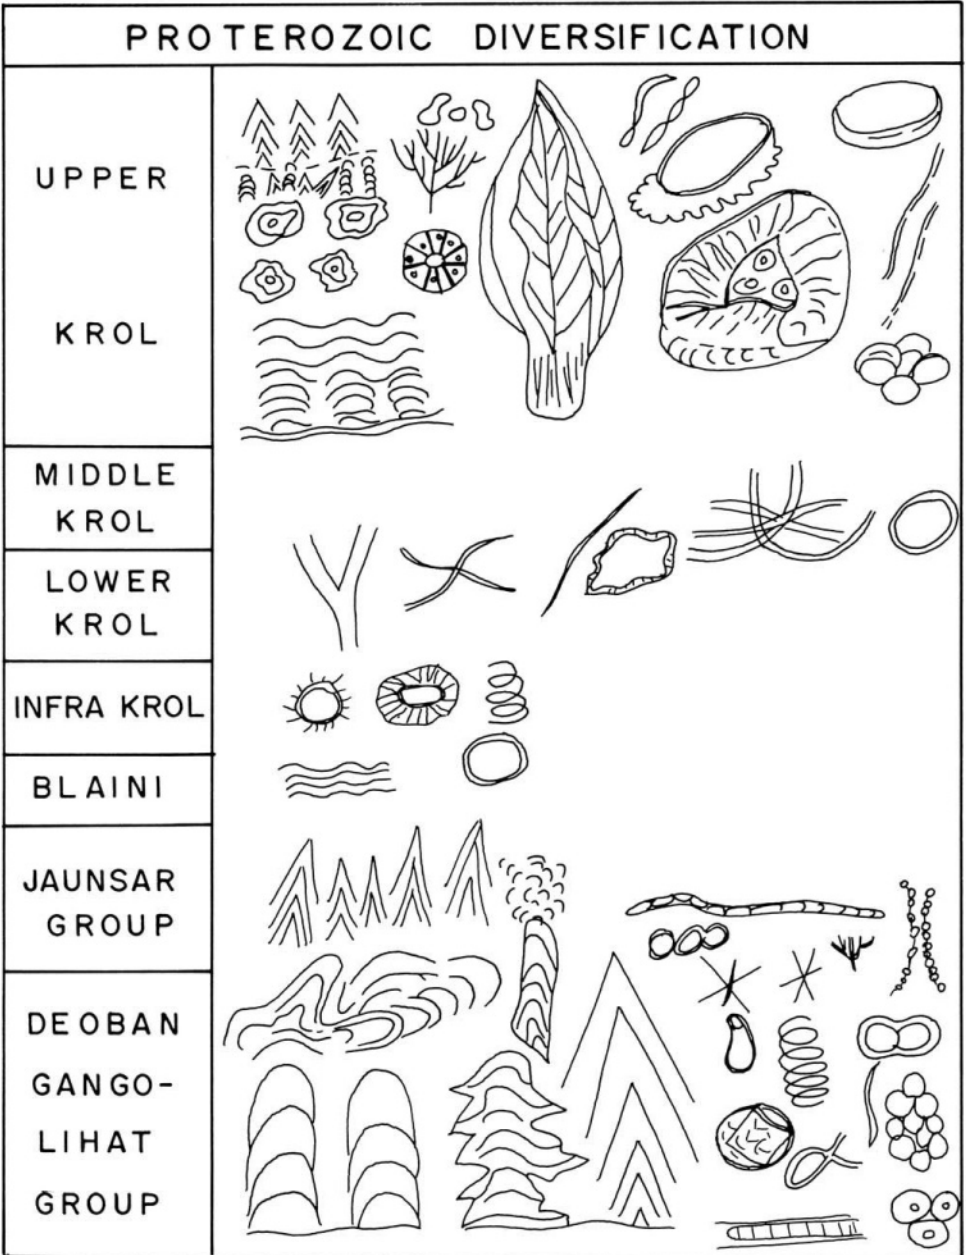 PROTEROZOIC DIVERSIFICATION
UPPER
KROL
MIDDLE
KROL
LOWER
KROL
INFRA KROL
BLAINI
JAUNSAR
GROUP
DEOBAN
GANGO-
LIHAT
GROUP